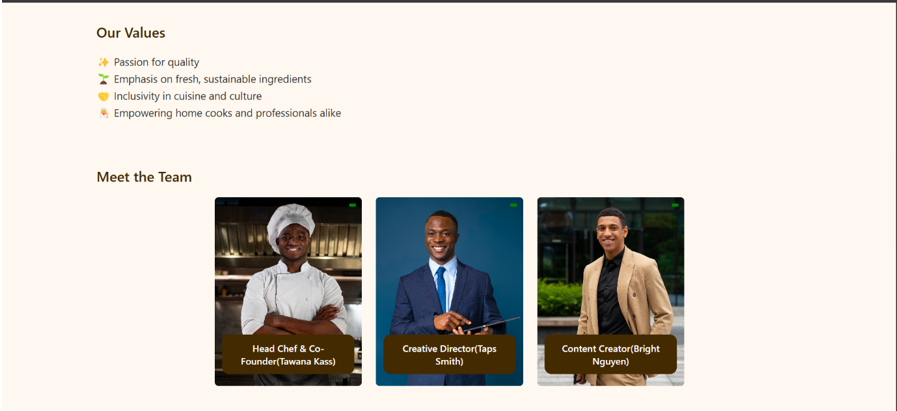 Our Values
✨ Passion for quality
🌱 Emphasis on fresh, sustainable ingredients
🤝 Inclusivity in cuisine and culture
👩‍🍳 Empowering home cooks and professionals alike
Meet the Team
Head Chef & Co-
Founder(Tawana Kass)
Creative Director(Taps
Smith)
Content Creator(Bright
Nguyen)